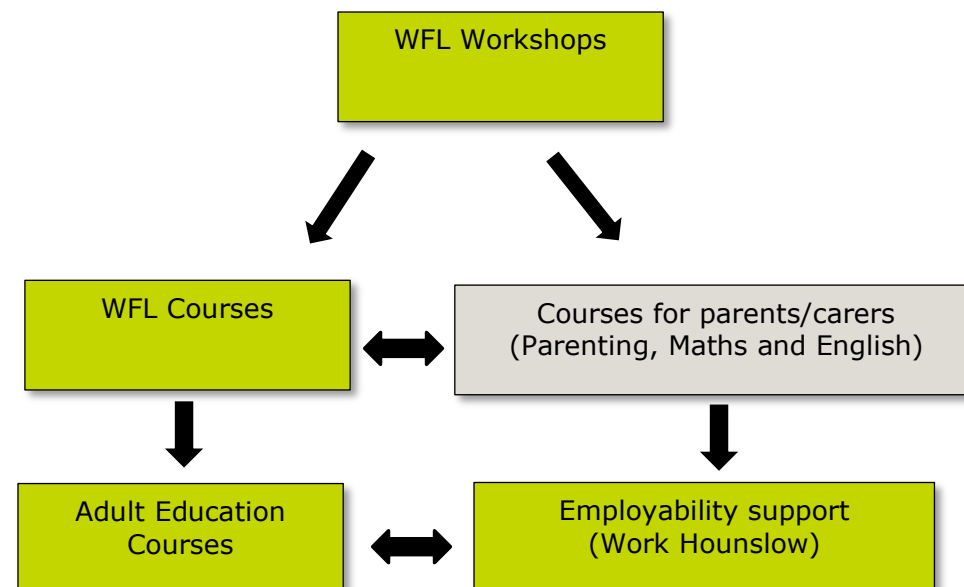 WFL Workshops
WFL Courses
Courses for parents/carers
(Parenting, Maths and English)
Adult Education
Courses
Employability support
(Work Hounslow)